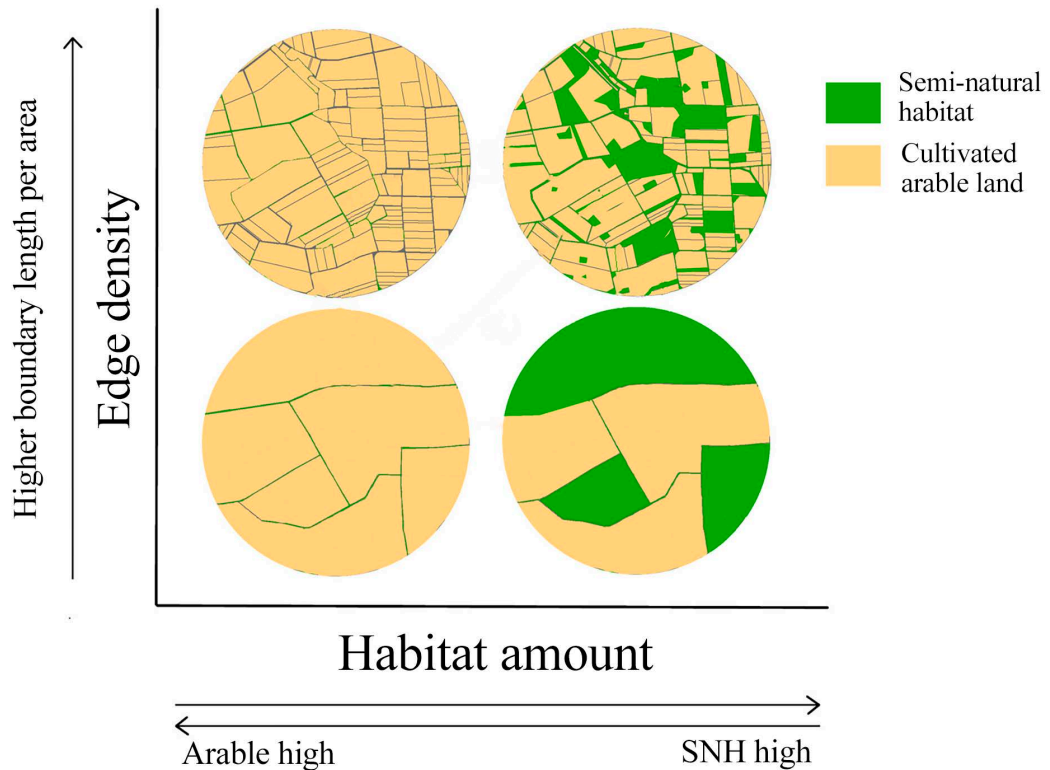 Higher boundary length per area
Edge density
Semi-natural
habitat
Cultivated
arable land
Habitat amount
Arable high
SNH high